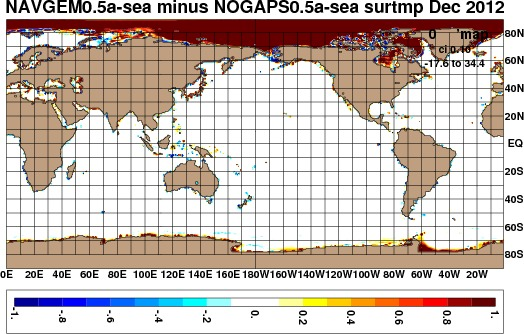 NAVGEM0.5a-sea minus NOGAPS0.5a-sea surtmp Dec 2012
0 'map
ci 0.10
-17.6 to 34.4
80N
60N
40N
20N
EQ
20S
40S
60S
80S
0E 20E 40E 60E 80E 100E 120E 140E 160E 180W 160W 140W 120W 100W 80W 60W 40W 20W
-1. -.8 -.6 -.4 -.2 0. 0.2 0.4 0.6 0.8 1.